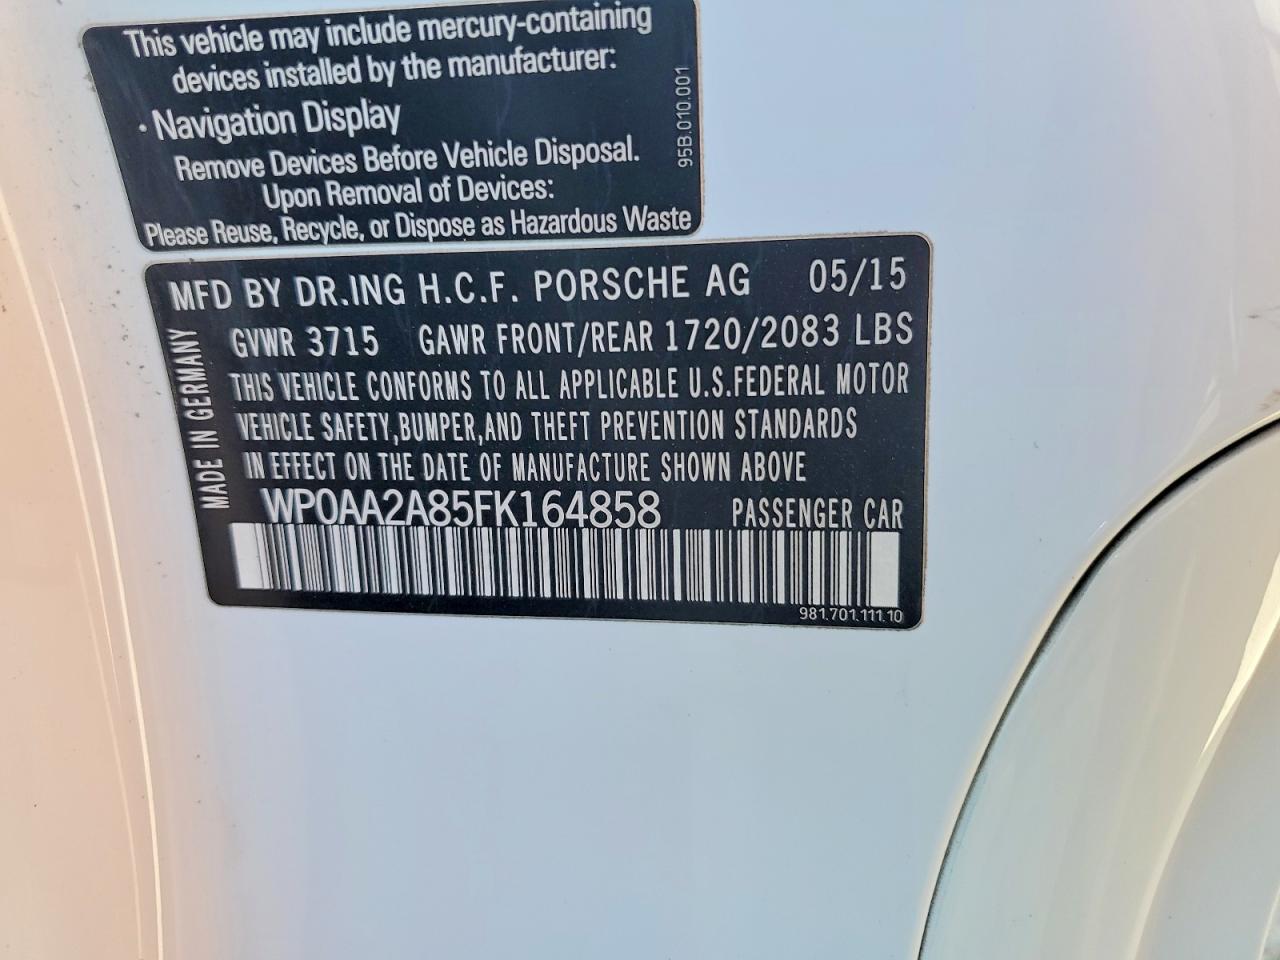 This vehicle may include mercury-containing
devices installed by the manufacturer:
· Navigation Display
Remove Devices Before Vehicle Disposal.
Upon Removal of Devices:
Please Reuse, Recycle, or Dispose as Hazardous Waste
95B.010.001
MFD BY DR.ING H.C.F. PORSCHE AG 05/15
GVWR 3715 GAWR FRONT/REAR 1720/2083 LBS
THIS VEHICLE CONFORMS TO ALL APPLICABLE U.S.FEDERAL MOTOR
VEHICLE SAFETY,BUMPER,AND THEFT PREVENTION STANDARDS
IN EFFECT ON THE DATE OF MANUFACTURE SHOWN ABOVE
WP0AA2A85FK164858 PASSENGER CAR
981.701.111.10
MADE IN GERMANY